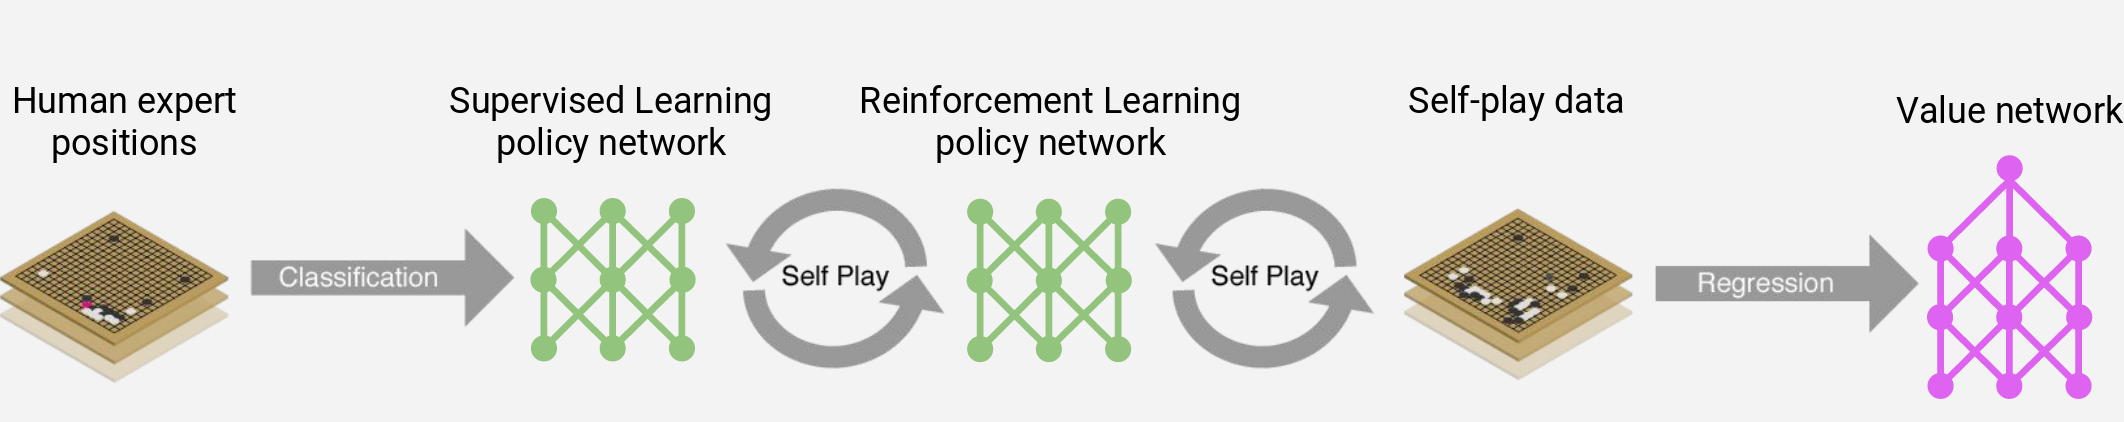 Human expert
positions
Supervised Learning
policy network
Reinforcement Learning
policy network
Self-play data
Value network
Classification
Self Play
Self Play
Regression